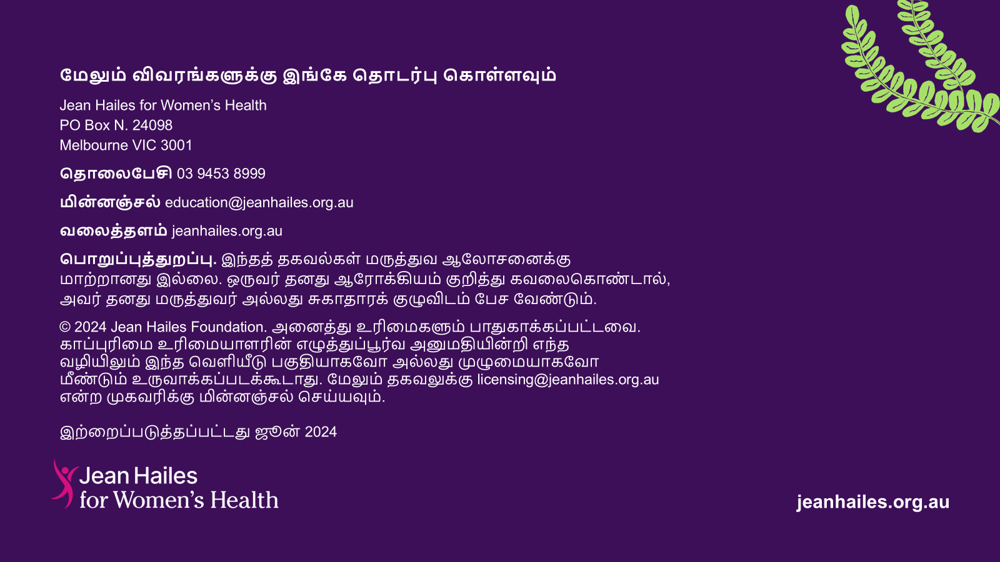 மேலும் விவரங்களுக்கு இங்கே தொடர்பு கொள்ளவும்
Jean Hailes for Women’s Health
PO Box N. 24098
Melbourne VIC 3001
தொலைபேசி 03 9453 8999
மின்னஞ்சல் education@jeanhailes.org.au
வலைத்தளம் jeanhailes.org.au
பொறுப்புத்துறப்பு. இந்தத் தகவல்கள் மருத்துவ ஆலோசனைக்கு
மாற்றானது இல்லை. ஒருவர் தனது ஆரோக்கியம் குறித்து கவலைகொண்டால்,
அவர் தனது மருத்துவர் அல்லது சுகாதாரக் குழுவிடம் பேச வேண்டும்.
© 2024 Jean Hailes Foundation. அனைத்து உரிமைகளும் பாதுகாக்கப்பட்டவை.
காப்புரிமை உரிமையாளரின் எழுத்துப்பூர்வ அனுமதியின்றி எந்த
வழியிலும் இந்த வெளியீடு பகுதியாகவோ அல்லது முழுமையாகவோ
மீண்டும் உருவாக்கப்படக்கூடாது. மேலும் தகவலுக்கு licensing@jeanhailes.org.au
என்ற முகவரிக்கு மின்னஞ்சல் செய்யவும்.
இற்றைப்படுத்தப்பட்டது ஜூன் 2024
Jean Hailes
for Women’s Health
jeanhailes.org.au